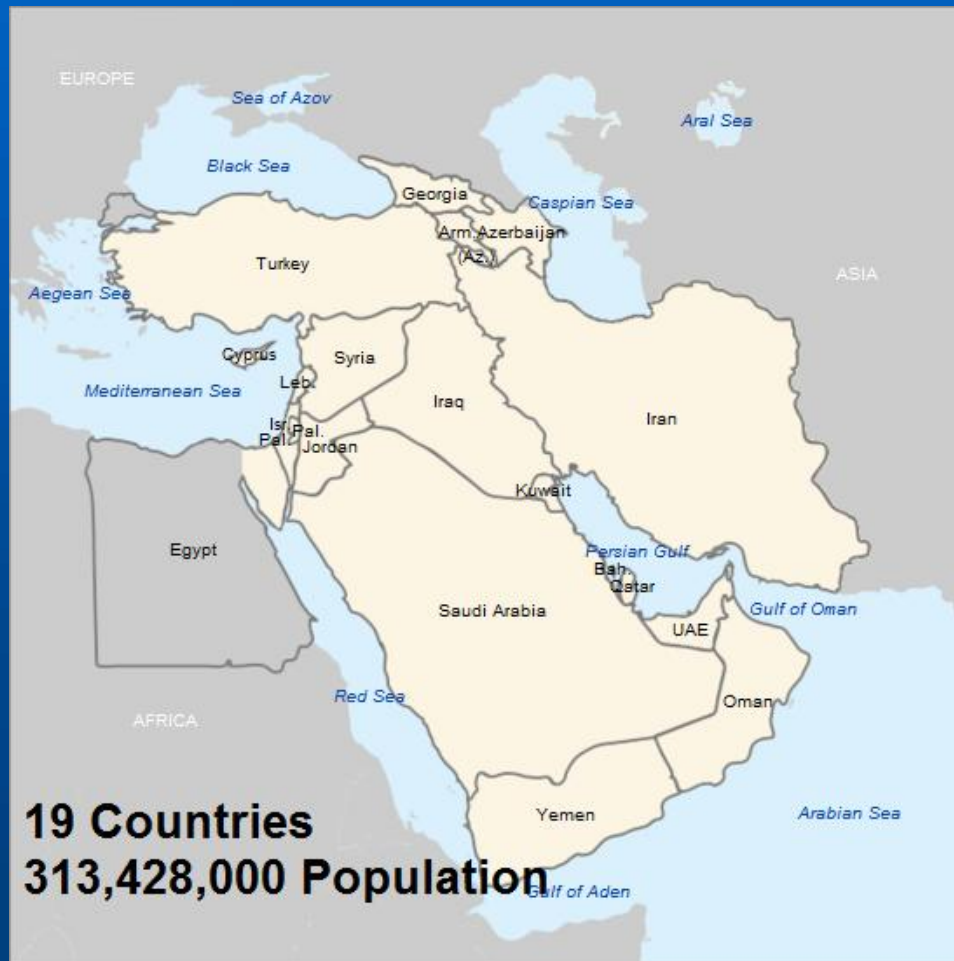 EUROPE
Sea of Azov
Aral Sea
Black Sea
Georgia
Caspian Sea
Arm.
Azerbaijan
(Az.)
Turkey
ASIA
Aegean Sea
Cyprus
Syria
Mediterranean Sea
Leb.
Iraq
Iran
Isr.
Pal.
Pal.
Jordan
Kuwait
Egypt
Persian Gulf
Bah.
Qatar
Saudi Arabia
Gulf of Oman
UAE
Red Sea
Oman
AFRICA
Yemen
Arabian Sea
19 Countries
313,428,000 Population
Gulf of Aden